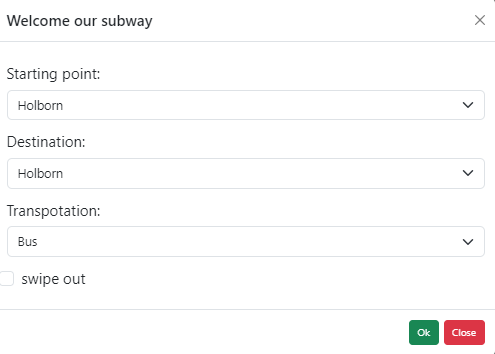 Welcome our subway
Starting point:
Holborn
Destination:
Holborn
Transpotation:
Bus
swipe out
Ok Close